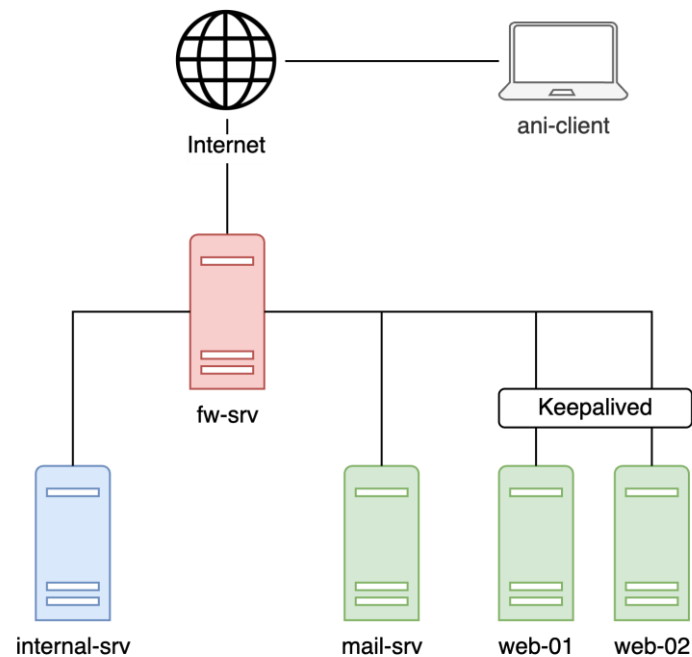 Internet
ani-client
fw-srv
Keepalived
internal-srv
mail-srv
web-01
web-02